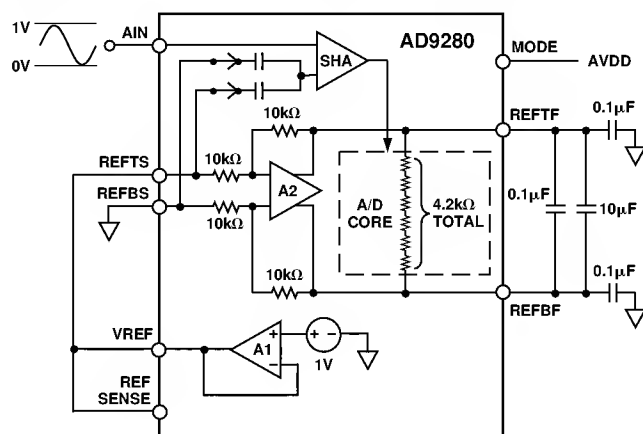 1V
0V
AIN
AD9280
MODE
AVDD
SHA
10kΩ
REFTF
0.1µF
REFTS
10kΩ
REFBS
A2
10kΩ
A/D
CORE
4.2kΩ
TOTAL
0.1µF
10µF
10kΩ
0.1µF
REFBF
VREF
A1
+
−
+ −
1V
REF
SENSE